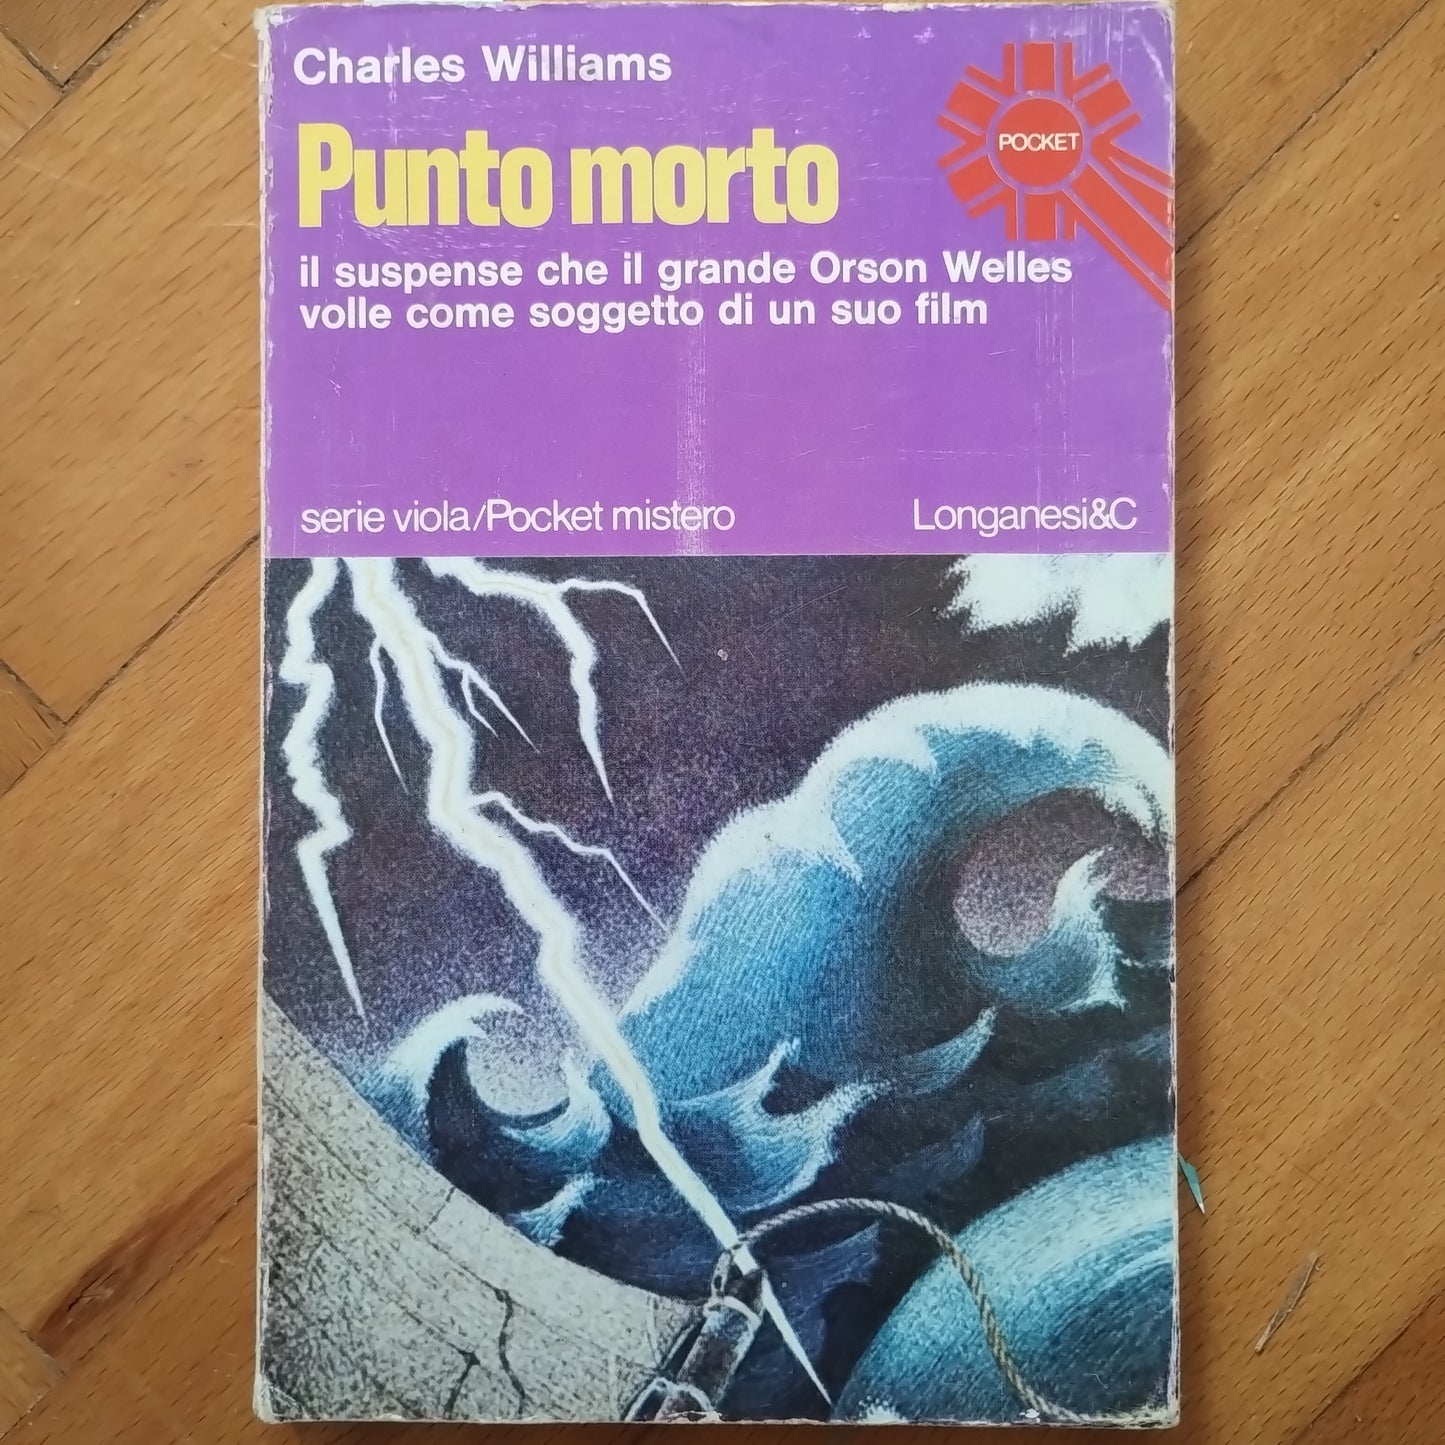 Charles Williams
POCKET
Punto morto
il suspense che il grande Orson Welles
volle come soggetto di un suo film
serie viola/Pocket mistero
Longanesi&C